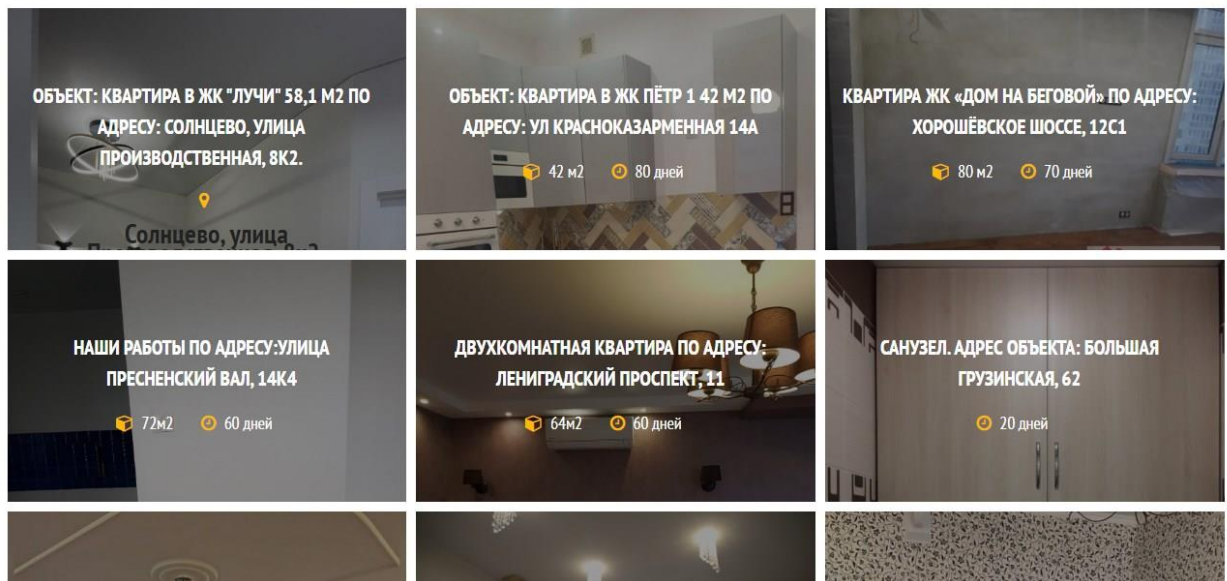 ОБЪЕКТ: КВАРТИРА В ЖК "ЛУЧИ" 58,1 М2 ПО
АДРЕСУ: СОЛНЦЕВО, УЛИЦА
ПРОИЗВОДСТВЕННАЯ, 8К2.
Солнцево, улица
Производственная, 8к2
ОБЪЕКТ: КВАРТИРА В ЖК ПЁТР 1 42 М2 ПО
АДРЕСУ: УЛ КРАСНОКАЗАРМЕННАЯ 14А
42 м2 80 дней
КВАРТИРА ЖК «ДОМ НА БЕГОВОЙ» ПО АДРЕСУ:
ХОРОШЁВСКОЕ ШОССЕ, 12С1
80 м2 70 дней
НАШИ РАБОТЫ ПО АДРЕСУ:УЛИЦА
ПРЕСНЕНСКИЙ ВАЛ, 14К4
72м2 60 дней
ДВУХКОМНАТНАЯ КВАРТИРА ПО АДРЕСУ:
ЛЕНИГРАДСКИЙ ПРОСПЕКТ, 11
64м2 60 дней
САНУЗЕЛ. АДРЕС ОБЪЕКТА: БОЛЬШАЯ
ГРУЗИНСКАЯ, 62
20 дней